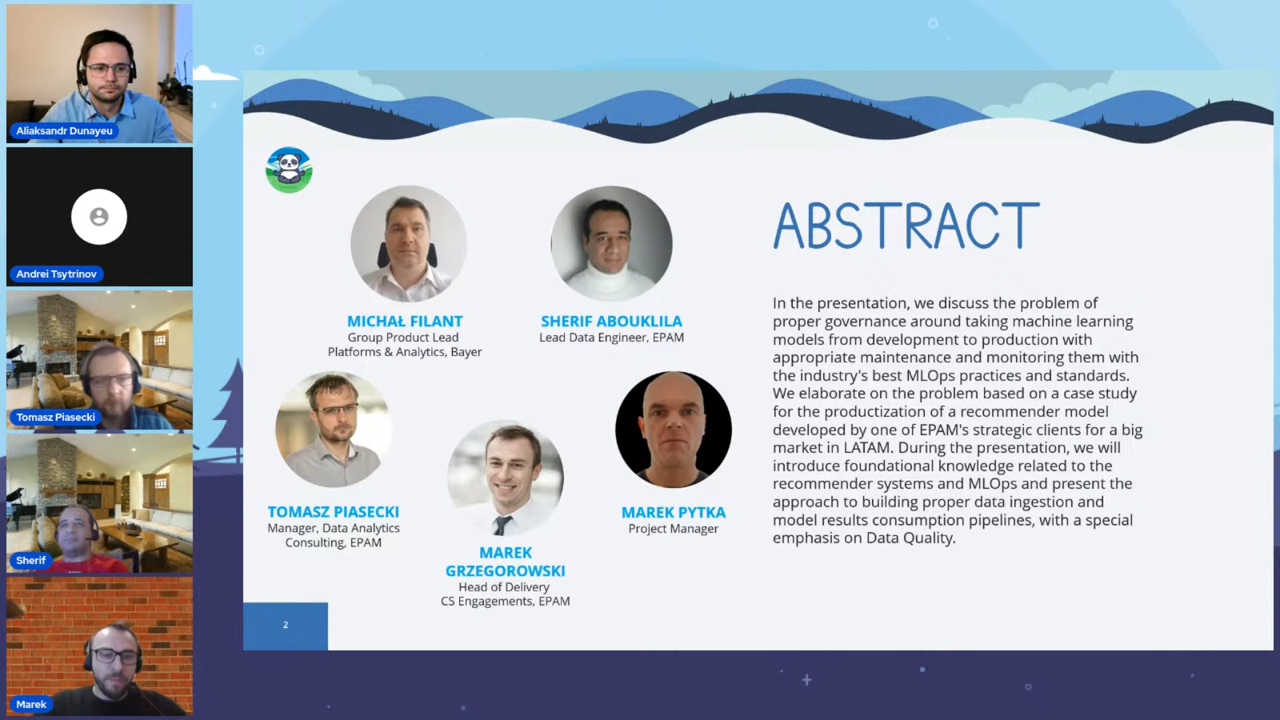 Aliaksandr Dunayeu
Andrei Tsytrinov
Tomasz Piasecki
Sherif
Marek
MICHAŁ FILANT
Group Product Lead
Platforms & Analytics, Bayer
SHERIF ABOUKLILA
Lead Data Engineer, EPAM
TOMASZ PIASECKI
Manager, Data Analytics
Consulting, EPAM
MAREK
GRZEGOROWSKI
Head of Delivery
CS Engagements, EPAM
MAREK PYTKA
Project Manager
2
ABSTRACT
In the presentation, we discuss the problem of
proper governance around taking machine learning
models from development to production with
appropriate maintenance and monitoring them with
the industry's best MLOps practices and standards.
We elaborate on the problem based on a case study
for the productization of a recommender model
developed by one of EPAM's strategic clients for a big
market in LATAM. During the presentation, we will
introduce foundational knowledge related to the
recommender systems and MLOps and present the
approach to building proper data ingestion and
model results consumption pipelines, with a special
emphasis on Data Quality.